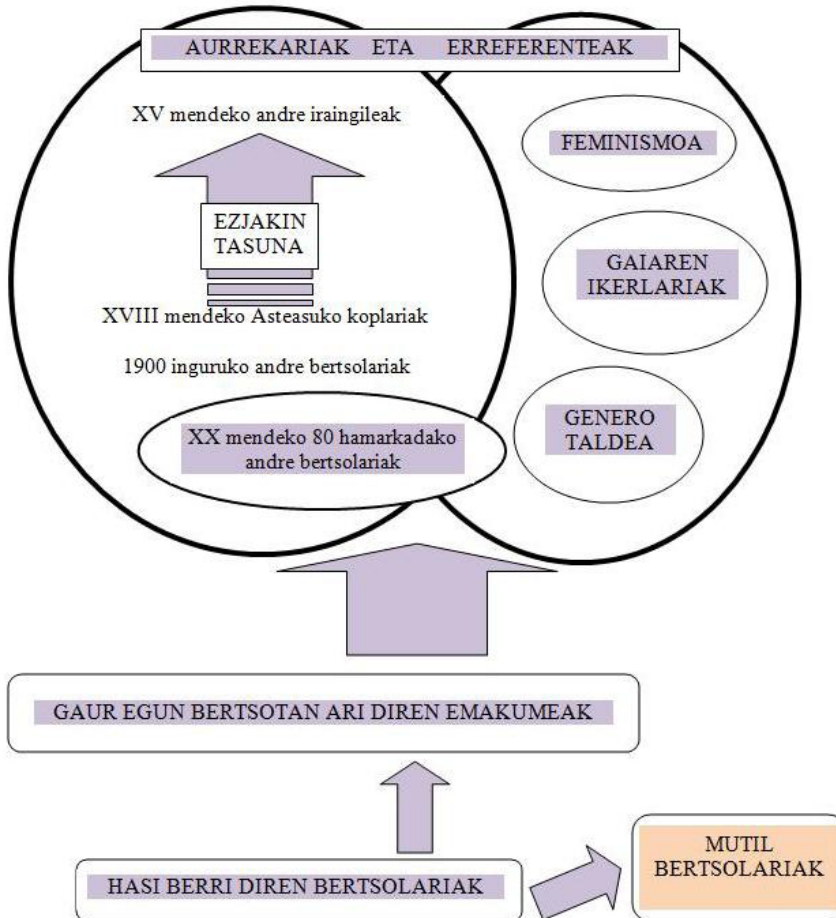 AURREKARIAK ETA ERREFERENTEAK
XV mendeko andre iraingileak
EZJAKIN
TASUNA
XVIII mendeko Asteasuko koplariak
1900 inguruko andre bertsolariak
XX mendeko 80 hamarkadako
andre bertsolariak
FEMINISMOA
GAIAREN
IKERLARIAK
GENERO
TALDEA
GAUR EGUN BERTSOTAN ARI DIREN EMAKUMEAK
HASI BERRI DIREN BERTSOLARIAK
MUTIL
BERTSOLARIAK